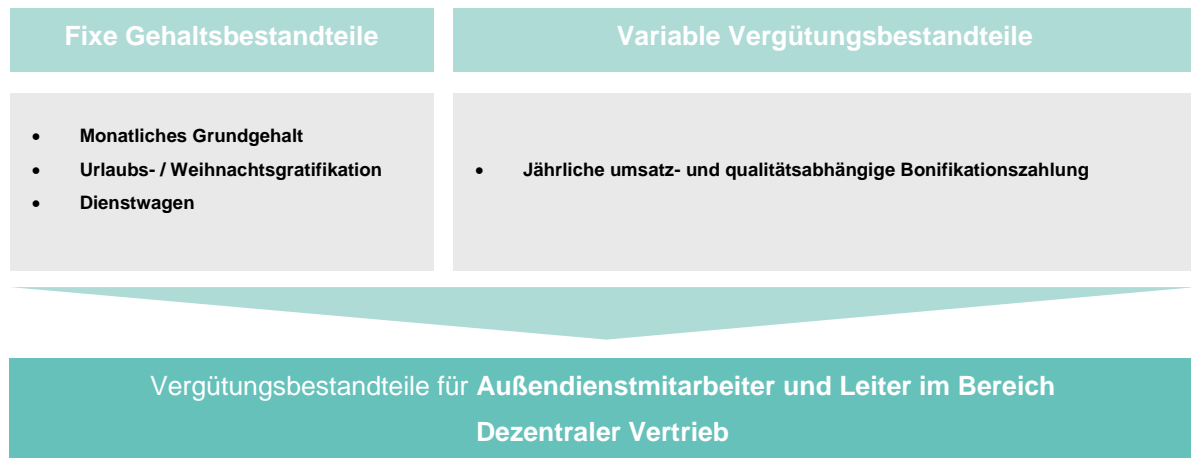 Fixe Gehaltsbestandteile
Variable Vergütungsbestandteile
• Monatliches Grundgehalt
• Urlaubs- / Weihnachtsgratifikation
• Dienstwagen
• Jährliche umsatz- und qualitätsabhängige Bonifikationszahlung
Vergütungsbestandteile für Außendienstmitarbeiter und Leiter im Bereich
Dezentraler Vertrieb